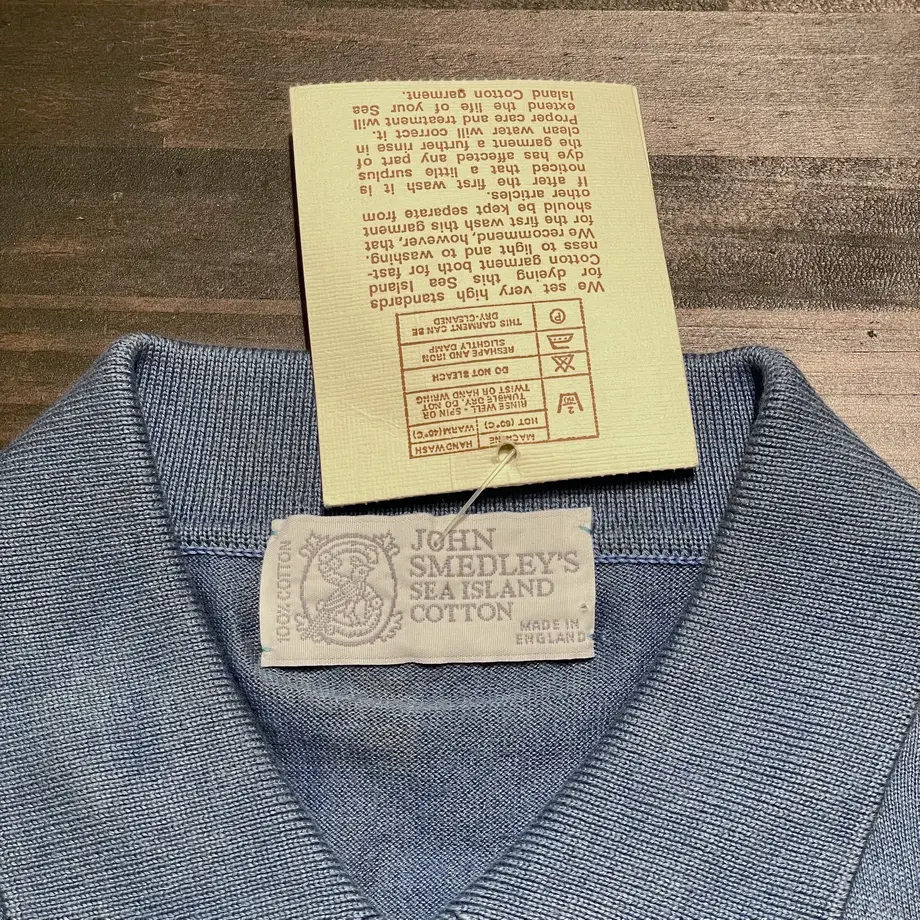 MACHINE HAND WASH
HOT (60°C) WARM (40°C)
2
RINSE WELL - SPIN OR
TUMBLE DRY. DO NOT
TWIST OR HAND WRING
DO NOT BLEACH
RESHAPE AND IRON
SLIGHTLY DAMP
P
THIS GARMENT CAN BE
DRY-CLEANED
We set very high standards
for dyeing this Sea Island
Cotton garment both for fast-
ness to light and to washing.
We recommend, however, that
for the first wash this garment
should be kept separate from
other articles.
If after the first wash it is
noticed that a little surplus
dye has affected any part of
the garment a further rinse in
clean water will correct it.
Proper care and treatment will
extend the life of your Sea
Island Cotton garment.
100% COTTON
JOHN
SMEDLEY'S
SEA ISLAND
COTTON
MADE IN
ENGLAND